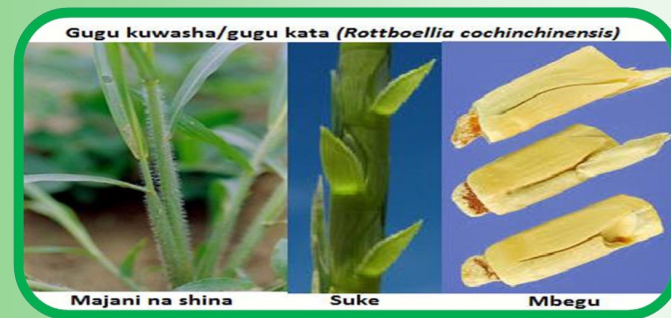 Gugu kuwasha/gugu kata (Rottboellia cochinchinensis)
Majani na shina
Suke
Mbegu